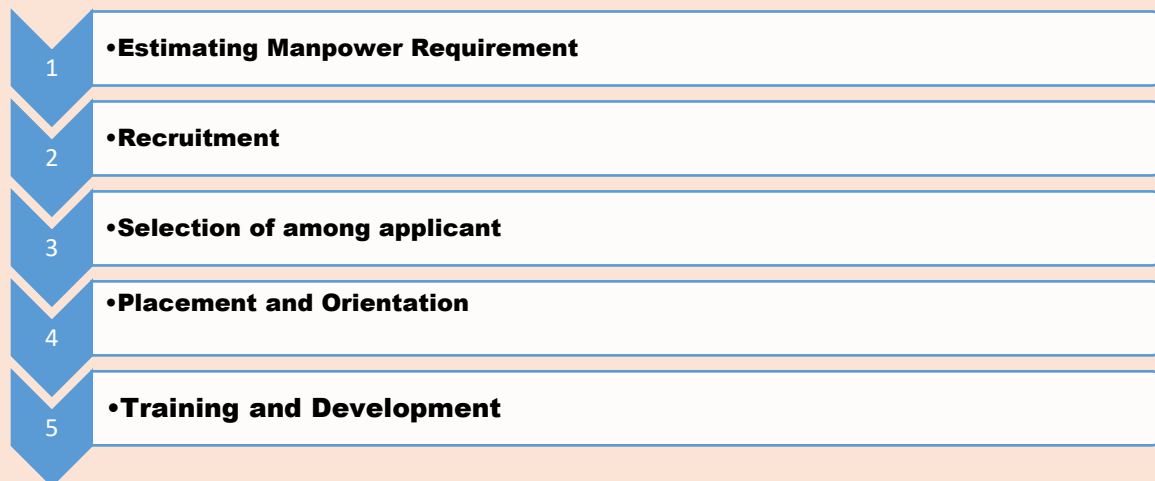 1
•Estimating Manpower Requirement
2
•Recruitment
3
•Selection of among applicant
4
•Placement and Orientation
5
•Training and Development